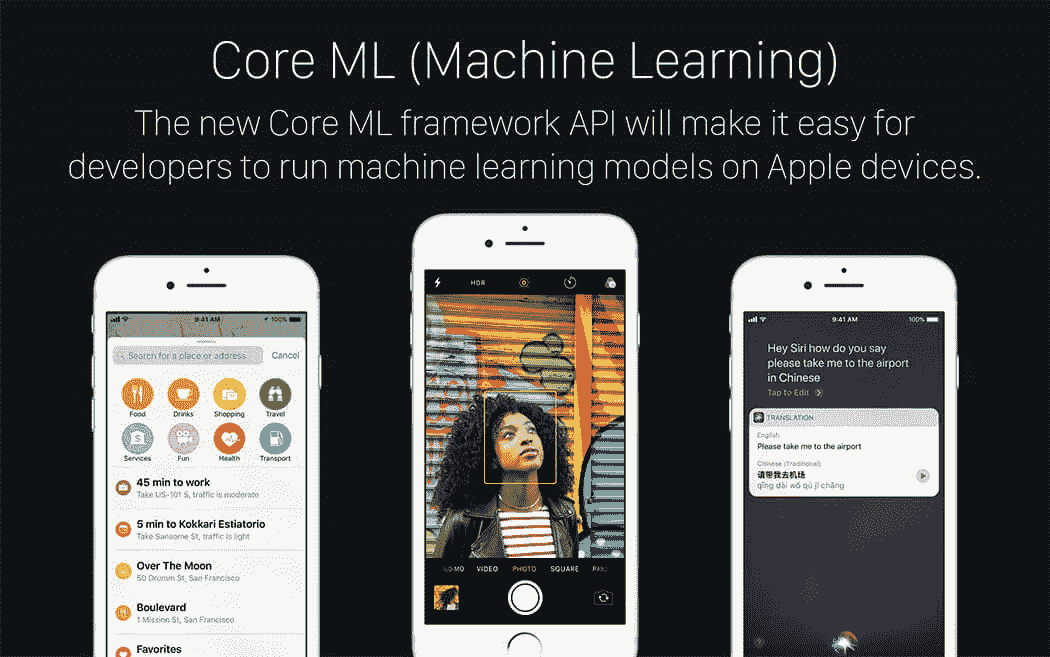 Core ML (Machine Learning)
The new Core ML framework API will make it easy for
developers to run machine learning models on Apple devices.
9:41 AM
100%
Search for a place or address
Cancel
Food
Drinks
Shopping
Travel
Services
Fun
Health
Transport
45 min to work
Take US-101 S, traffic is moderate
5 min to Kokkari Estiatorio
Take Sansome St, traffic is light
Over The Moon
50 Drumm St, San Francisco
Boulevard
1 Mission St, San Francisco
Favorites
HDR
LO-MO
VIDEO
PHOTO
SQUARE
PAN
9:41 AM
100%
Hey Siri how do you say
please take me to the airport
in Chinese
Tap to Edit
TRANSLATION
English
Please take me to the airport
Chinese (Traditional)
请带我去机场
qǐng dài wǒ qù jī chǎng